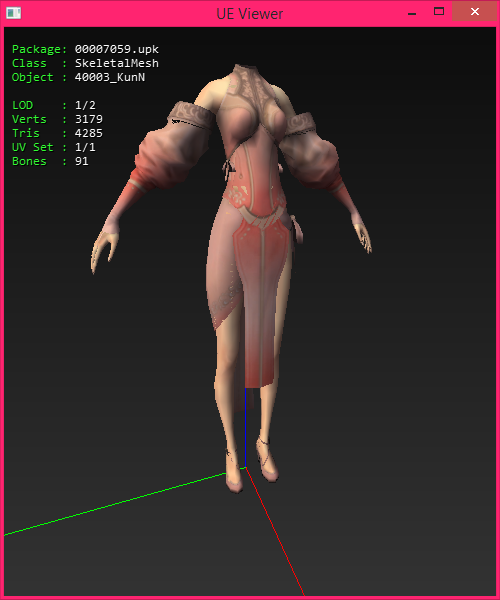 UE Viewer
Package: 00007059.upk
Class : SkeletalMesh
Object : 40003_KunN
LOD : 1/2
Verts : 3179
Tris : 4285
UV Set : 1/1
Bones : 91